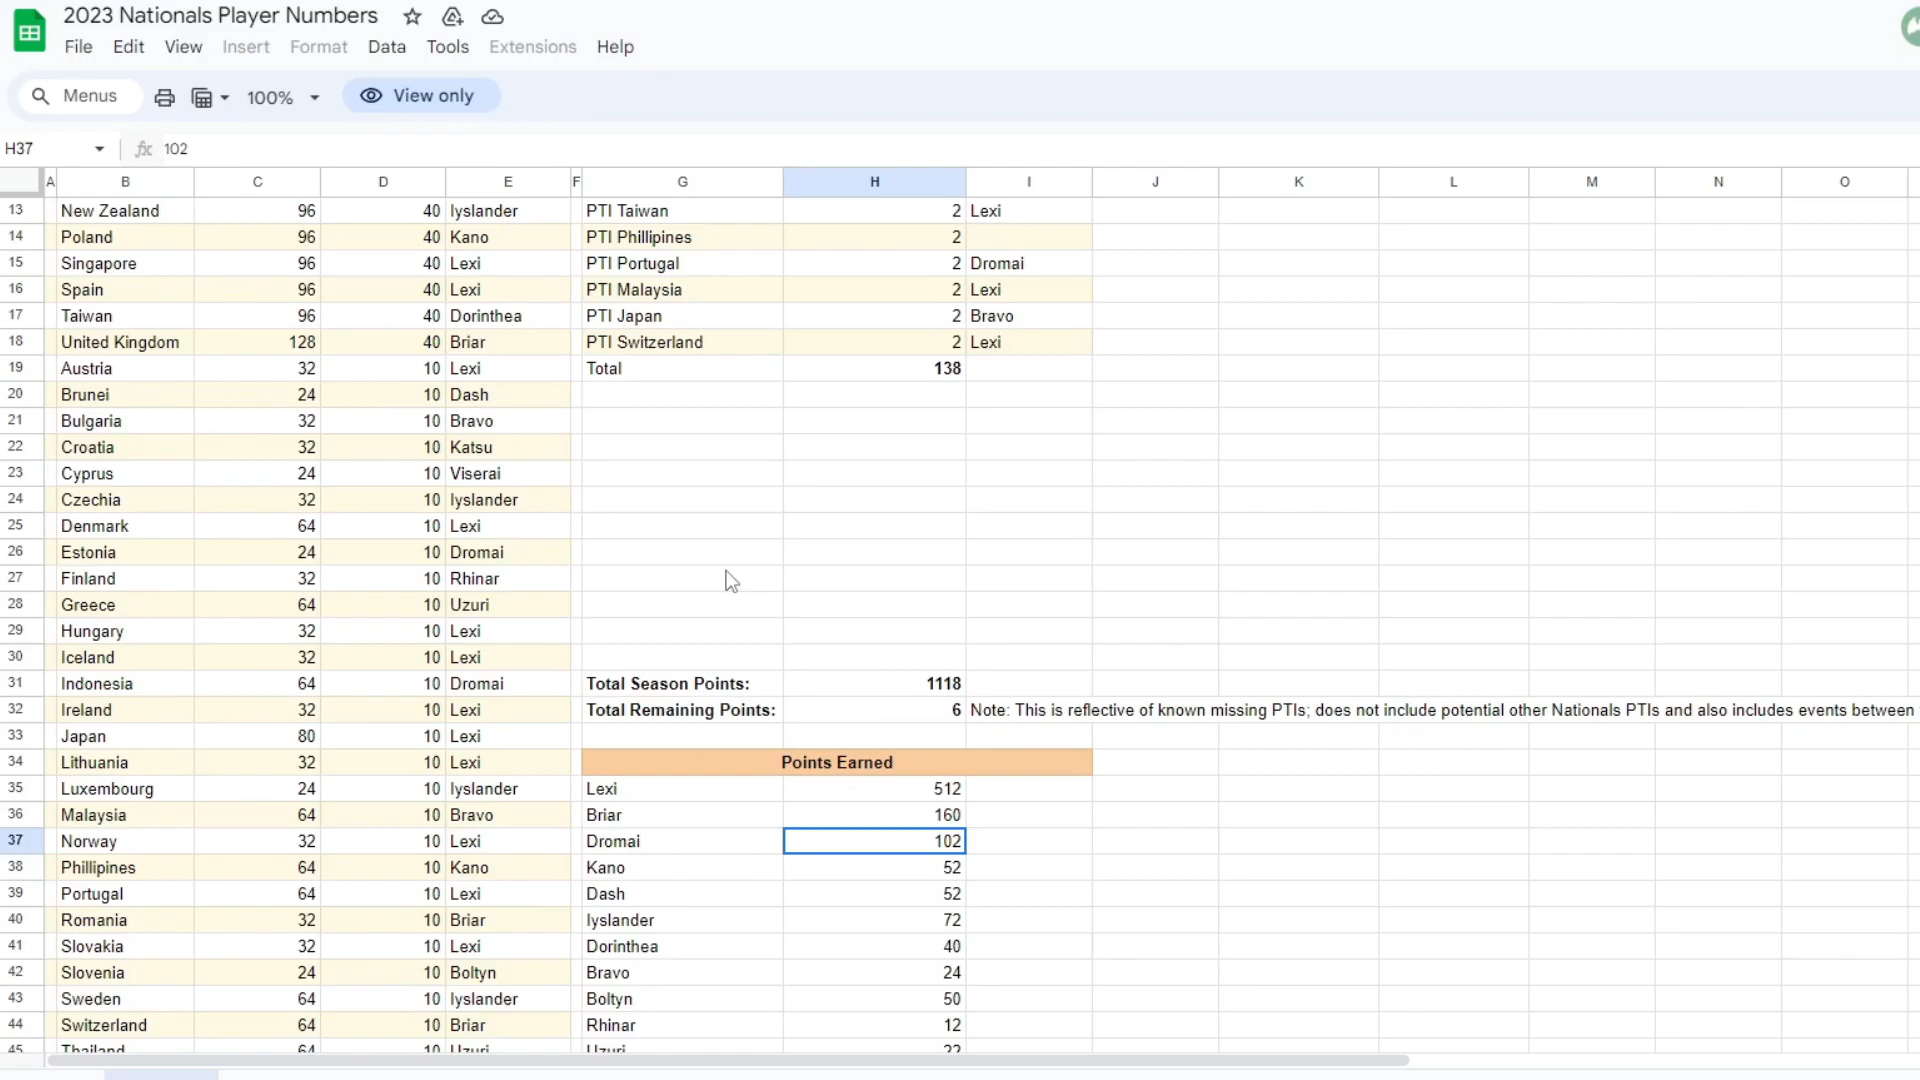 2023 Nationals Player Numbers
File Edit View Insert Format Data Tools Extensions Help
Menus 100% View only
H37 fx 102
A B C D E F G H I J K L M N O
13 New Zealand 96 40 Iyslander PTI Taiwan 2 Lexi
14 Poland 96 40 Kano PTI Phillipines 2
15 Singapore 96 40 Lexi PTI Portugal 2 Dromai
16 Spain 96 40 Lexi PTI Malaysia 2 Lexi
17 Taiwan 96 40 Dorinthea PTI Japan 2 Bravo
18 United Kingdom 128 40 Briar PTI Switzerland 2 Lexi
19 Austria 32 10 Lexi Total 138
20 Brunei 24 10 Dash
21 Bulgaria 32 10 Bravo
22 Croatia 32 10 Katsu
23 Cyprus 24 10 Viserai
24 Czechia 32 10 Iyslander
25 Denmark 64 10 Lexi
26 Estonia 24 10 Dromai
27 Finland 32 10 Rhinar
28 Greece 64 10 Uzuri
29 Hungary 32 10 Lexi
30 Iceland 32 10 Lexi
31 Indonesia 64 10 Dromai Total Season Points: 1118
32 Ireland 32 10 Lexi Total Remaining Points: 6 Note: This is reflective of known missing PTIs; does not include potential other Nationals PTIs and also includes events between
33 Japan 80 10 Lexi
34 Lithuania 32 10 Lexi Points Earned
35 Luxembourg 24 10 Iyslander Lexi 512
36 Malaysia 64 10 Bravo Briar 160
37 Norway 32 10 Lexi Dromai 102
38 Phillipines 64 10 Kano Kano 52
39 Portugal 64 10 Lexi Dash 52
40 Romania 32 10 Briar Iyslander 72
41 Slovakia 32 10 Lexi Dorinthea 40
42 Slovenia 24 10 Boltyn Bravo 24
43 Sweden 64 10 Iyslander Boltyn 50
44 Switzerland 64 10 Briar Rhinar 12
45 Thailand 64 10 Uzuri Uzuri 22